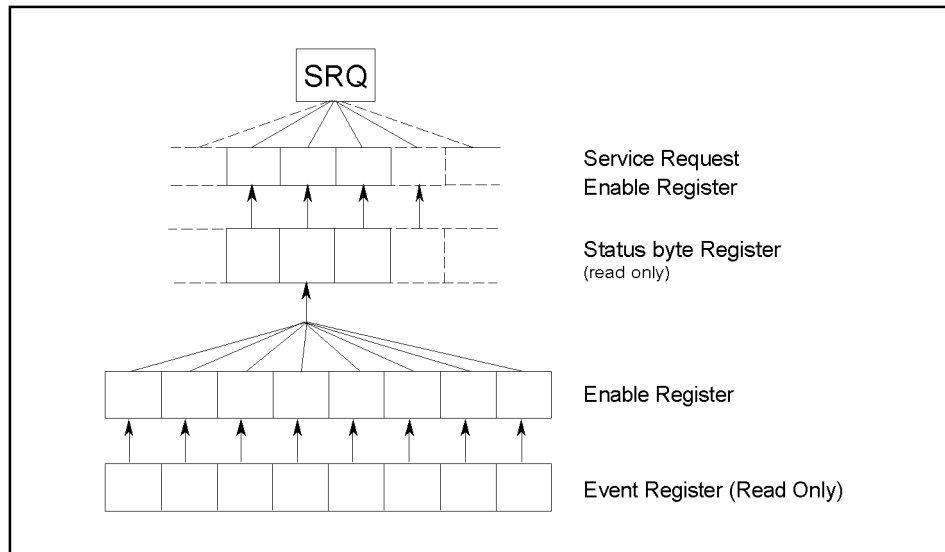 SRQ
Service Request
Enable Register
Status byte Register
(read only)
Enable Register
Event Register (Read Only)